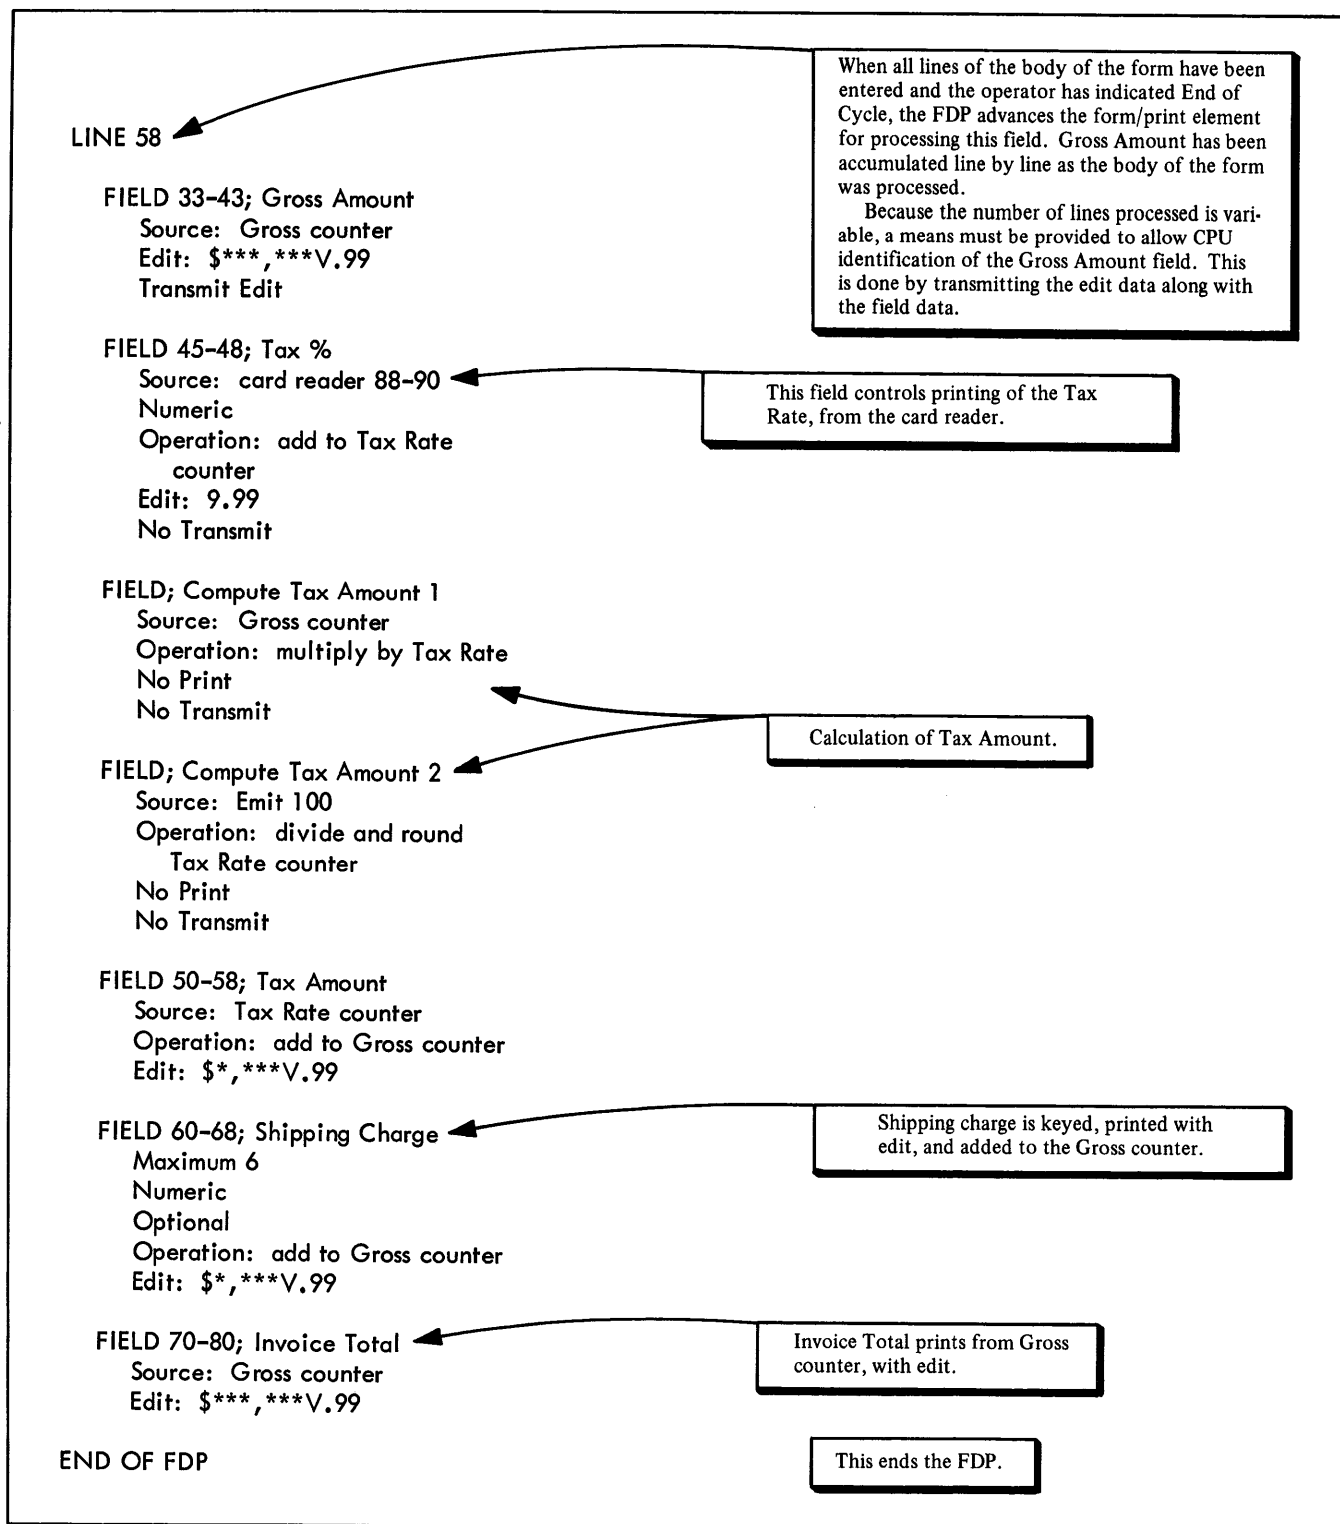 When all lines of the body of the form have been
entered and the operator has indicated End of
Cycle, the FDP advances the form/print element
for processing this field. Gross Amount has been
accumulated line by line as the body of the form
was processed.
Because the number of lines processed is vari-
able, a means must be provided to allow CPU
identification of the Gross Amount field. This
is done by transmitting the edit data along with
the field data.
LINE 58
FIELD 33-43; Gross Amount
Source: Gross counter
Edit: $***,***V.99
Transmit Edit
FIELD 45-48; Tax %
Source: card reader 88-90
Numeric
Operation: add to Tax Rate
counter
Edit: 9.99
No Transmit
This field controls printing of the Tax
Rate, from the card reader.
FIELD; Compute Tax Amount 1
Source: Gross counter
Operation: multiply by Tax Rate
No Print
No Transmit
Calculation of Tax Amount.
FIELD; Compute Tax Amount 2
Source: Emit 100
Operation: divide and round
Tax Rate counter
No Print
No Transmit
FIELD 50-58; Tax Amount
Source: Tax Rate counter
Operation: add to Gross counter
Edit: $*,***V.99
FIELD 60-68; Shipping Charge
Maximum 6
Numeric
Optional
Operation: add to Gross counter
Edit: $*,***V.99
Shipping charge is keyed, printed with
edit, and added to the Gross counter.
FIELD 70-80; Invoice Total
Source: Gross counter
Edit: $***,***V.99
Invoice Total prints from Gross
counter, with edit.
END OF FDP
This ends the FDP.